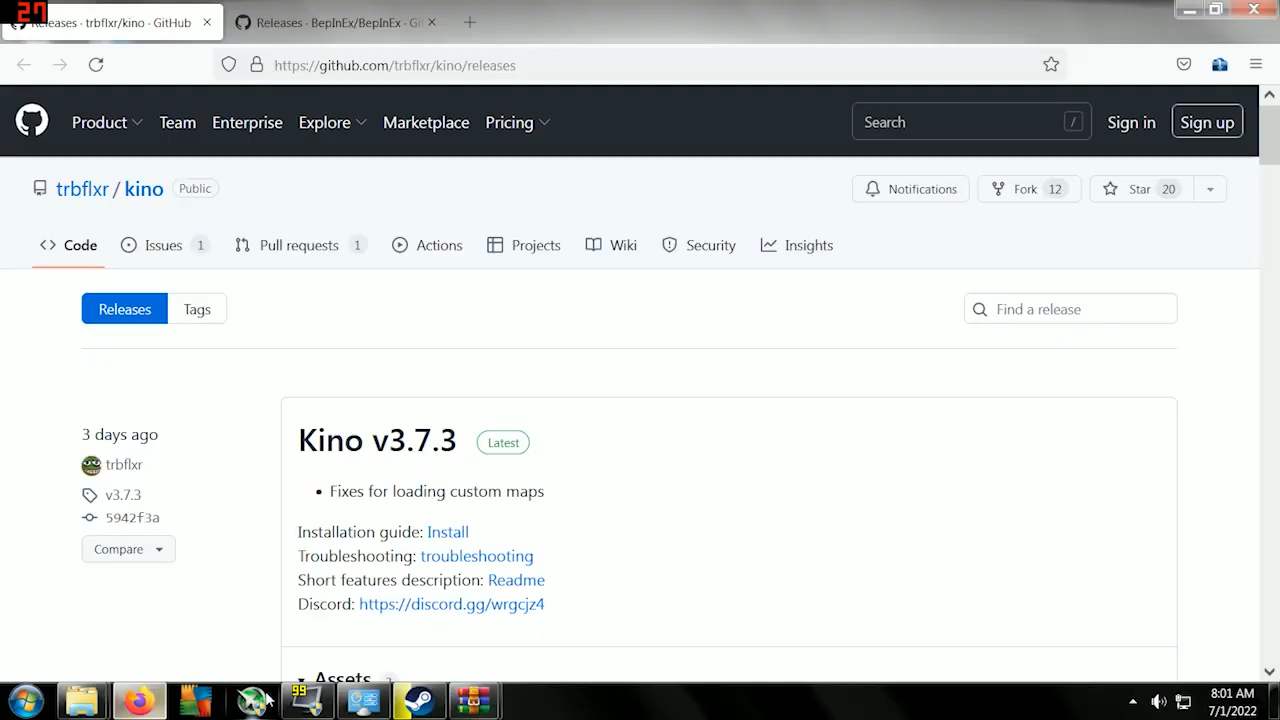 27
Releases · trbflxr/kino · GitHub
Releases · BepInEx/BepInEx · Git
https://github.com/trbflxr/kino/releases
Product
Team
Enterprise
Explore
Marketplace
Pricing
Search
/
Sign in
Sign up
trbflxr / kino
Public
Notifications
Fork 12
Star 20
Code
Issues 1
Pull requests 1
Actions
Projects
Wiki
Security
Insights
Releases
Tags
Find a release
3 days ago
trbflxr
v3.7.3
5942f3a
Compare
Kino v3.7.3
Latest
Fixes for loading custom maps
Installation guide: Install
Troubleshooting: troubleshooting
Short features description: Readme
Discord: https://discord.gg/wrgcjz4
Assets
99
8:01 AM
7/1/2022